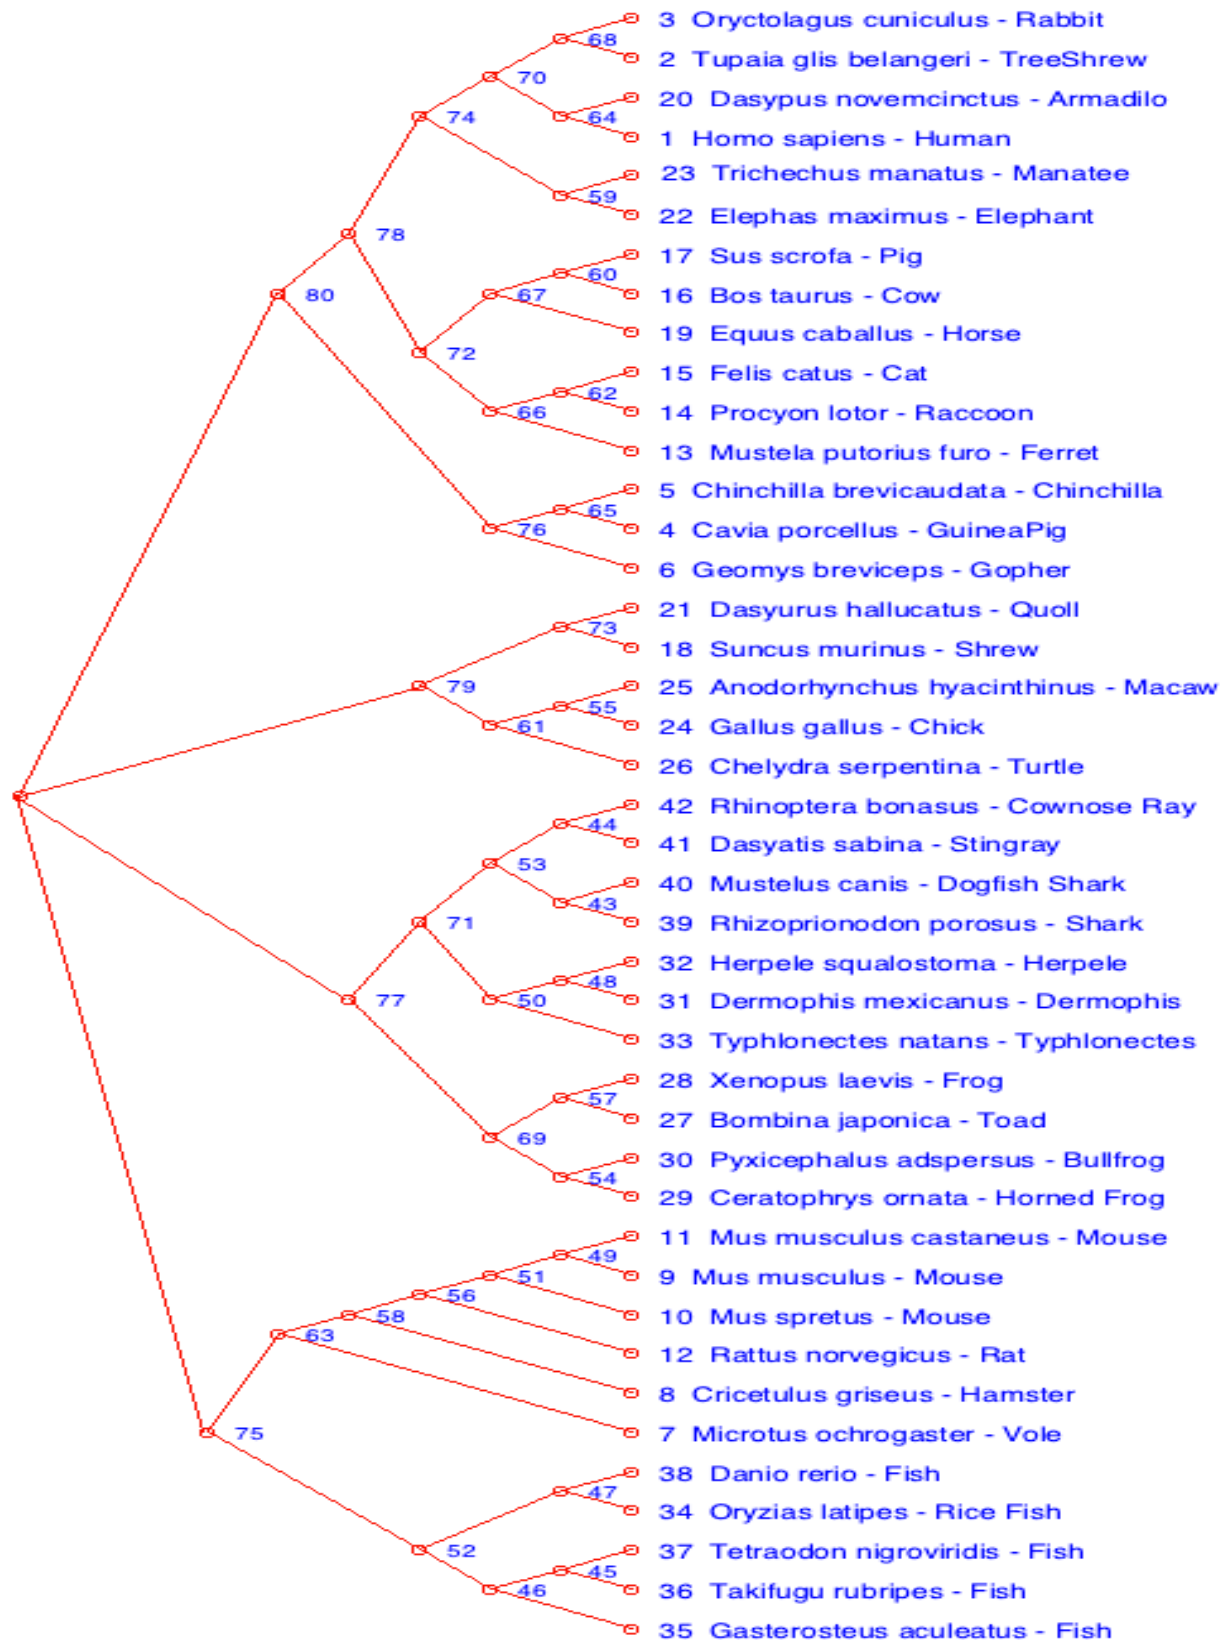 3 Oryctolagus cuniculus - Rabbit
68
2 Tupaia glis belangeri - TreeShrew
70
20 Dasypus novemcinctus - Armadilo
74
64
1 Homo sapiens - Human
23 Trichechus manatus - Manatee
59
22 Elephas maximus - Elephant
78
17 Sus scrofa - Pig
60
80
67
16 Bos taurus - Cow
19 Equus caballus - Horse
72
15 Felis catus - Cat
62
66
14 Procyon lotor - Raccoon
13 Mustela putorius furo - Ferret
5 Chinchilla brevicaudata - Chinchilla
65
76
4 Cavia porcellus - GuineaPig
6 Geomys breviceps - Gopher
21 Dasyurus hallucatus - Quoll
73
18 Suncus murinus - Shrew
79
25 Anodorhynchus hyacinthinus - Macaw
55
61
24 Gallus gallus - Chick
26 Chelydra serpentina - Turtle
42 Rhinoptera bonasus - Cownose Ray
44
41 Dasyatis sabina - Stingray
53
40 Mustelus canis - Dogfish Shark
43
71
39 Rhizoprionodon porosus - Shark
32 Herpele squalostoma - Herpele
48
77
50
31 Dermophis mexicanus - Dermophis
33 Typhlonectes natans - Typhlonectes
28 Xenopus laevis - Frog
57
27 Bombina japonica - Toad
69
30 Pyxicephalus adspersus - Bullfrog
54
29 Ceratophrys ornata - Horned Frog
11 Mus musculus castaneus - Mouse
49
51
9 Mus musculus - Mouse
56
58
10 Mus spretus - Mouse
63
12 Rattus norvegicus - Rat
8 Cricetulus griseus - Hamster
75
7 Microtus ochrogaster - Vole
38 Danio rerio - Fish
47
34 Oryzias latipes - Rice Fish
52
37 Tetraodon nigroviridis - Fish
45
46
36 Takifugu rubripes - Fish
35 Gasterosteus aculeatus - Fish